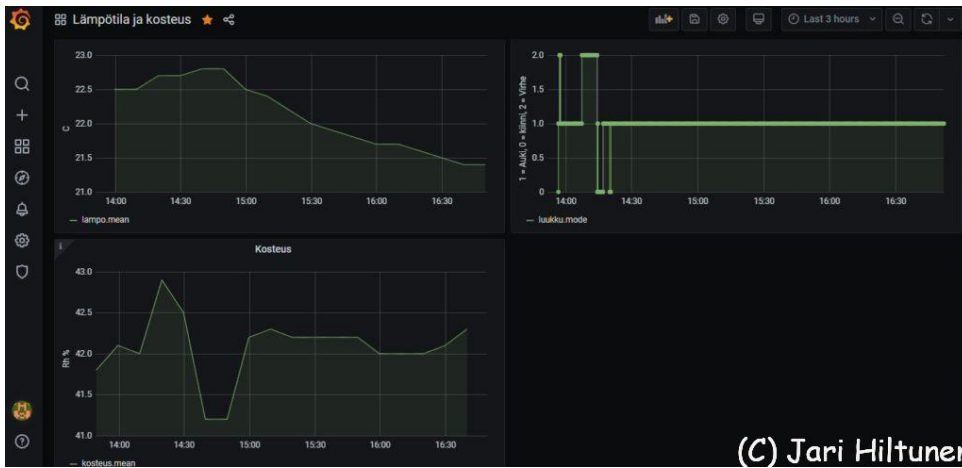 Lämpötila ja kosteus
Last 3 hours
23.0
22.5
22.0
21.5
21.0
C
14:00 14:30 15:00 15:30 16:00 16:30
lampo.mean
2.0
1.5
1.0
0.5
0
1 = Auki, 0 = kiinni, 2 = Virhe
14:00 14:30 15:00 15:30 16:00 16:30
luukku.mode
i
Kosteus
43.0
42.5
42.0
41.5
41.0
Rh %
14:00 14:30 15:00 15:30 16:00 16:30
kosteus.mean
(C) Jari Hiltunen